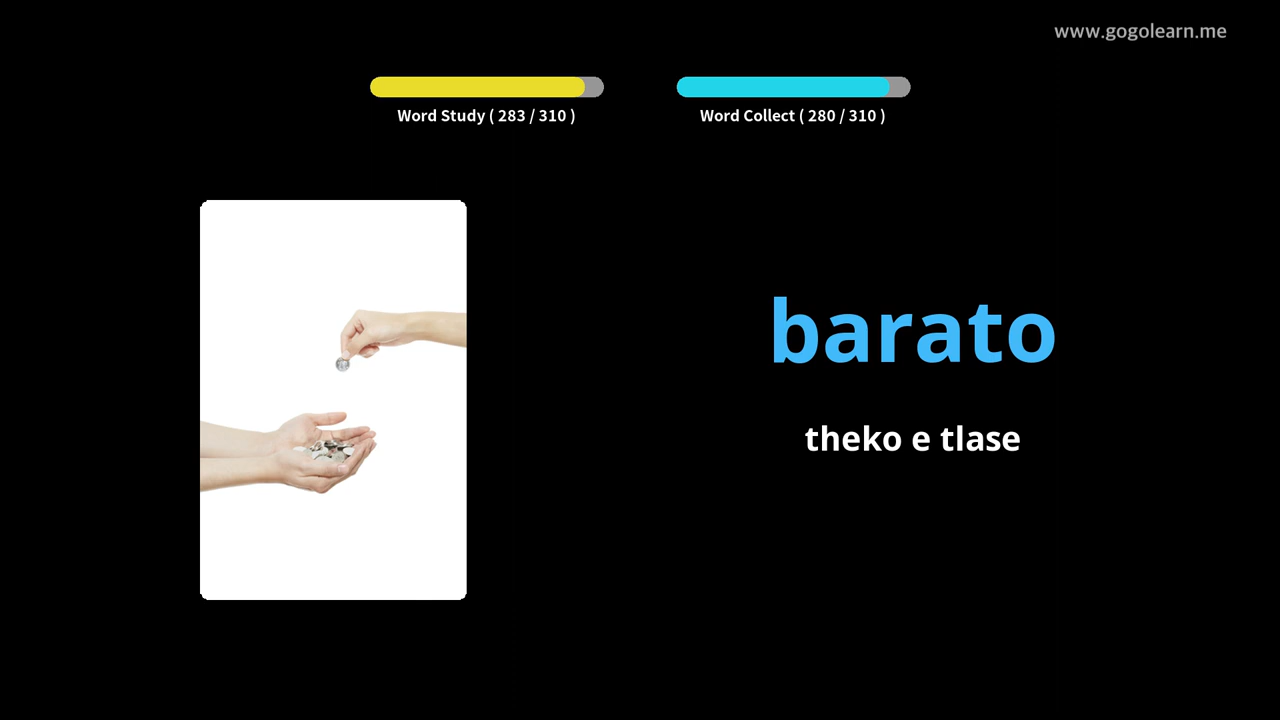 www.gogolearn.me
Word Study ( 283 / 310 )
Word Collect ( 280 / 310 )
barato
theko e tlase